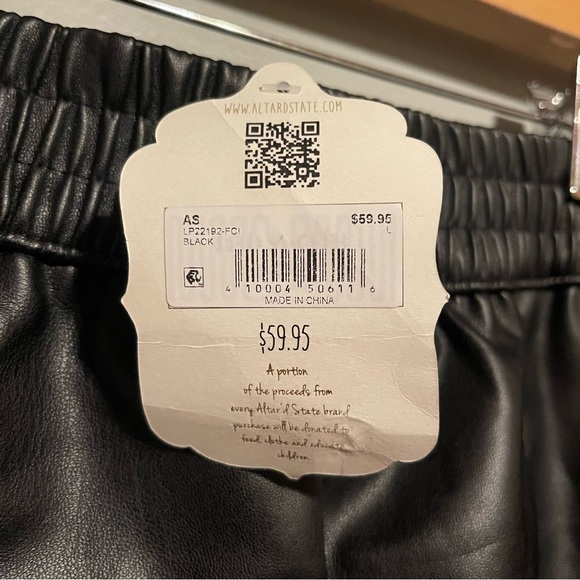 WWW.ALTARDSTATE.COM
AS $59.95
LP22192-FCI L
BLACK
4 10004 50611 6
MADE IN CHINA
$59.95
A portion
of the proceeds from
every Altar'd State brand
purchase will be donated to
feed, clothe and educate
children.